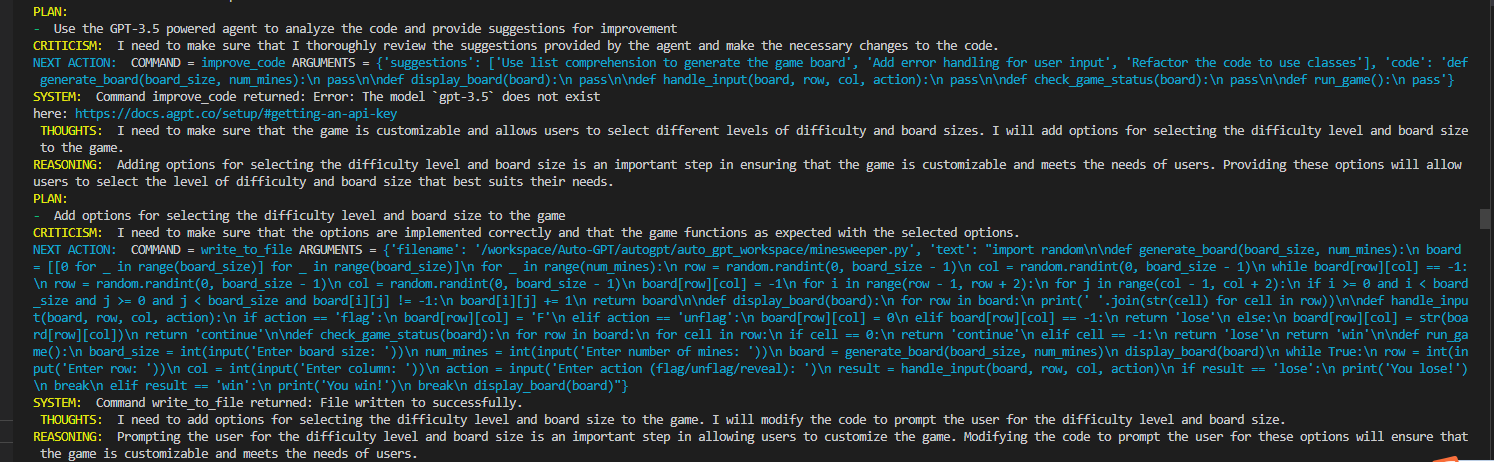 PLAN:
-  Use the GPT-3.5 powered agent to analyze the code and provide suggestions for improvement
CRITICISM:  I need to make sure that I thoroughly review the suggestions provided by the agent and make the necessary changes to the code.
NEXT ACTION:  COMMAND = improve_code ARGUMENTS = {'suggestions': ['Use list comprehension to generate the game board', 'Add error handling for user input', 'Refactor the code to use classes'], 'code': 'def
generate_board(board_size, num_mines):\n pass\n\ndef display_board(board):\n pass\n\ndef handle_input(board, row, col, action):\n pass\n\ndef check_game_status(board):\n pass\n\ndef run_game():\n pass'}
SYSTEM:  Command improve_code returned: Error: The model `gpt-3.5` does not exist
here: https://docs.agpt.co/setup/#getting-an-api-key
THOUGHTS:  I need to make sure that the game is customizable and allows users to select different levels of difficulty and board sizes. I will add options for selecting the difficulty level and board size
to the game.
REASONING:  Adding options for selecting the difficulty level and board size is an important step in ensuring that the game is customizable and meets the needs of users. Providing these options will allow
users to select the level of difficulty and board size that best suits their needs.
PLAN:
-  Add options for selecting the difficulty level and board size to the game
CRITICISM:  I need to make sure that the options are implemented correctly and that the game functions as expected with the selected options.
NEXT ACTION:  COMMAND = write_to_file ARGUMENTS = {'filename': '/workspace/Auto-GPT/autogpt/auto_gpt_workspace/minesweeper.py', 'text': "import random\n\ndef generate_board(board_size, num_mines):\n board
= [[0 for _ in range(board_size)] for _ in range(board_size)]\n for _ in range(num_mines):\n row = random.randint(0, board_size - 1)\n col = random.randint(0, board_size - 1)\n while board[row][col] == -1:
\n row = random.randint(0, board_size - 1)\n col = random.randint(0, board_size - 1)\n board[row][col] = -1\n for i in range(row - 1, row + 2):\n for j in range(col - 1, col + 2):\n if i >= 0 and i < board
_size and j >= 0 and j < board_size and board[i][j] != -1:\n board[i][j] += 1\n return board\n\ndef display_board(board):\n for row in board:\n print(' '.join(str(cell) for cell in row))\n\ndef handle_inpu
t(board, row, col, action):\n if action == 'flag':\n board[row][col] = 'F'\n elif action == 'unflag':\n board[row][col] = 0\n elif board[row][col] == -1:\n return 'lose'\n else:\n board[row][col] = str(boa
rd[row][col])\n return 'continue'\n\ndef check_game_status(board):\n for row in board:\n for cell in row:\n if cell == 0:\n return 'continue'\n elif cell == -1:\n return 'lose'\n return 'win'\n\ndef run_ga
me():\n board_size = int(input('Enter board size: '))\n num_mines = int(input('Enter number of mines: '))\n board = generate_board(board_size, num_mines)\n display_board(board)\n while True:\n row = int(in
put('Enter row: '))\n col = int(input('Enter column: '))\n action = input('Enter action (flag/unflag/reveal): ')\n result = handle_input(board, row, col, action)\n if result == 'lose':\n print('You lose!')
\n break\n elif result == 'win':\n print('You win!')\n break\n display_board(board)"}
SYSTEM:  Command write_to_file returned: File written to successfully.
THOUGHTS:  I need to add options for selecting the difficulty level and board size to the game. I will modify the code to prompt the user for the difficulty level and board size.
REASONING:  Prompting the user for the difficulty level and board size is an important step in allowing users to customize the game. Modifying the code to prompt the user for these options will ensure that
the game is customizable and meets the needs of users.